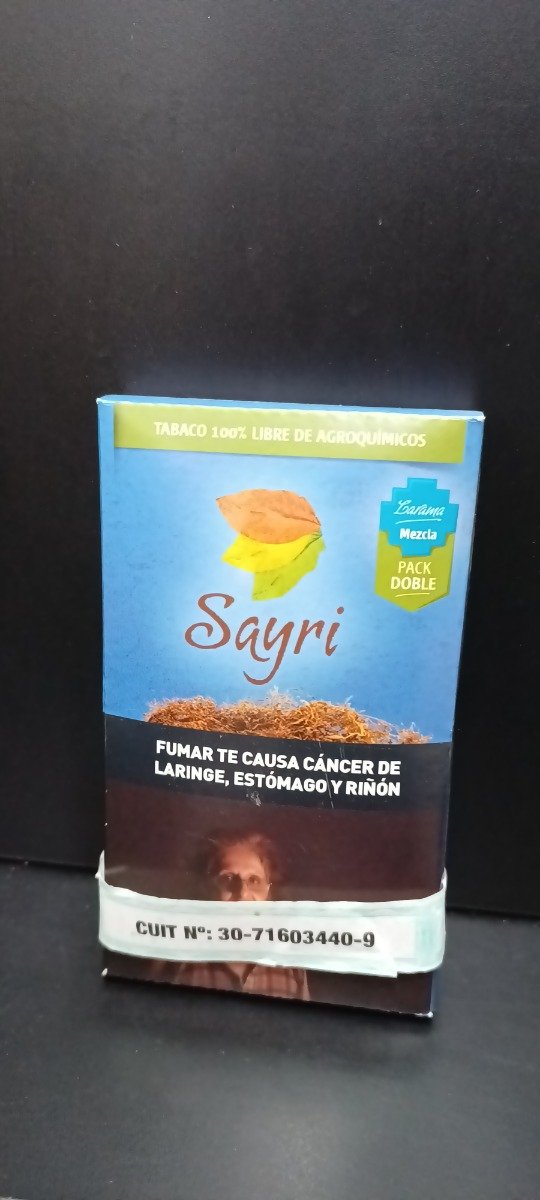 TABACO 100% LIBRE DE AGROQUÍMICOS
Larama
Mezcla
PACK
DOBLE
Sayri
FUMAR TE CAUSA CÁNCER DE
LARINGE, ESTÓMAGO Y RIÑÓN
CUIT Nº: 30-71603440-9